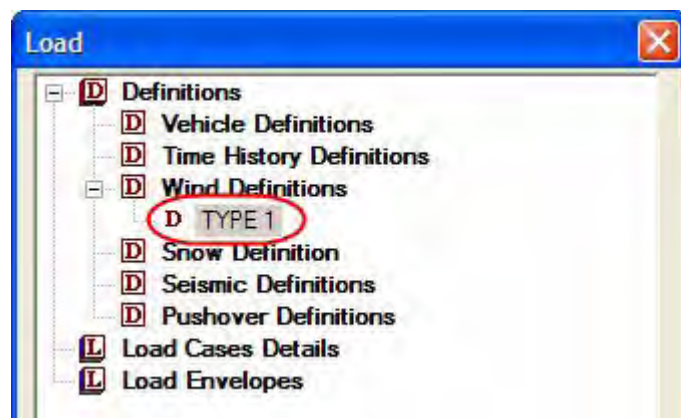 Load
D Definitions
D Vehicle Definitions
D Time History Definitions
D Wind Definitions
D TYPE 1
D Snow Definition
D Seismic Definitions
D Pushover Definitions
L Load Cases Details
L Load Envelopes